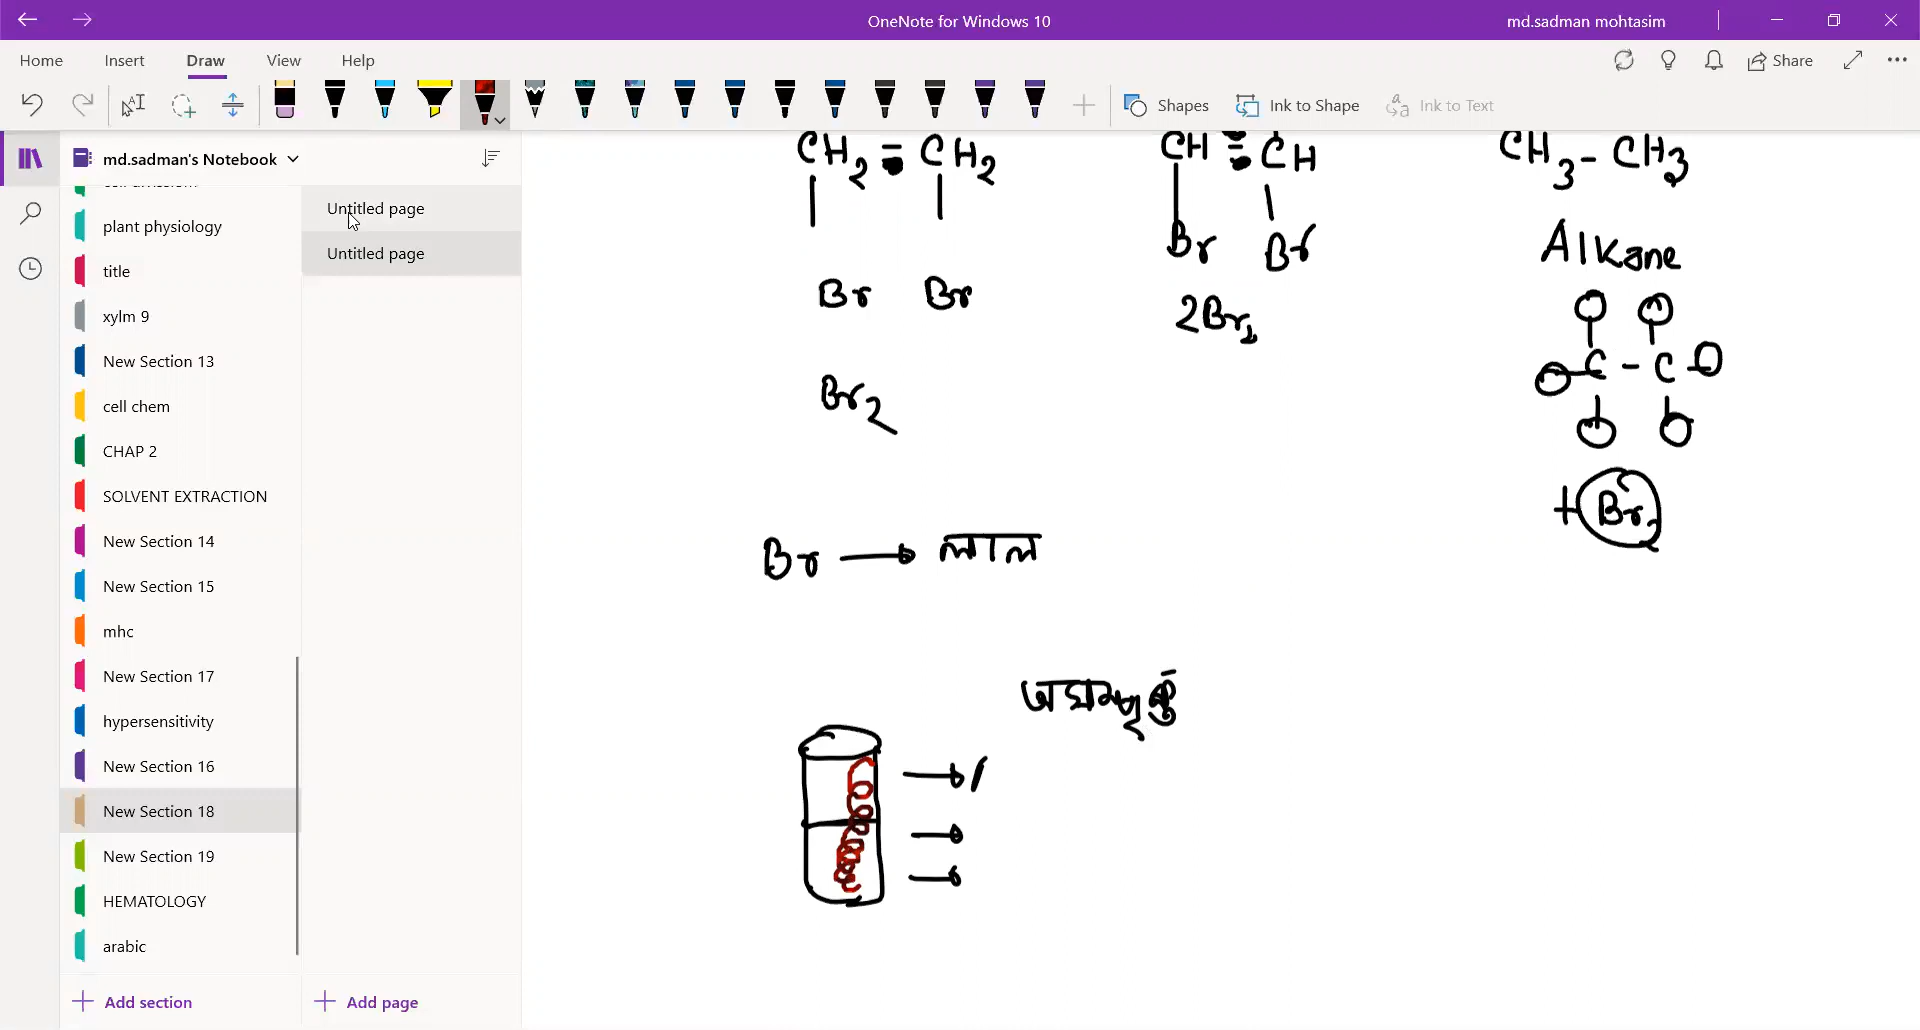 OneNote for Windows 10
md.sadman mohtasim
Home Insert Draw View Help
Share
Shapes Ink to Shape Ink to Text
md.sadman's Notebook
plant physiology
title
xylm 9
New Section 13
cell chem
CHAP 2
SOLVENT EXTRACTION
New Section 14
New Section 15
mhc
New Section 17
hypersensitivity
New Section 16
New Section 18
New Section 19
HEMATOLOGY
arabic
Add section
Untitled page
Untitled page
Add page
CH2 = CH2
Br Br
Br2
CH = CH
Br Br
2Br2
CH3 - CH3
Alkane
C - C
+ Br2
Br → লাল